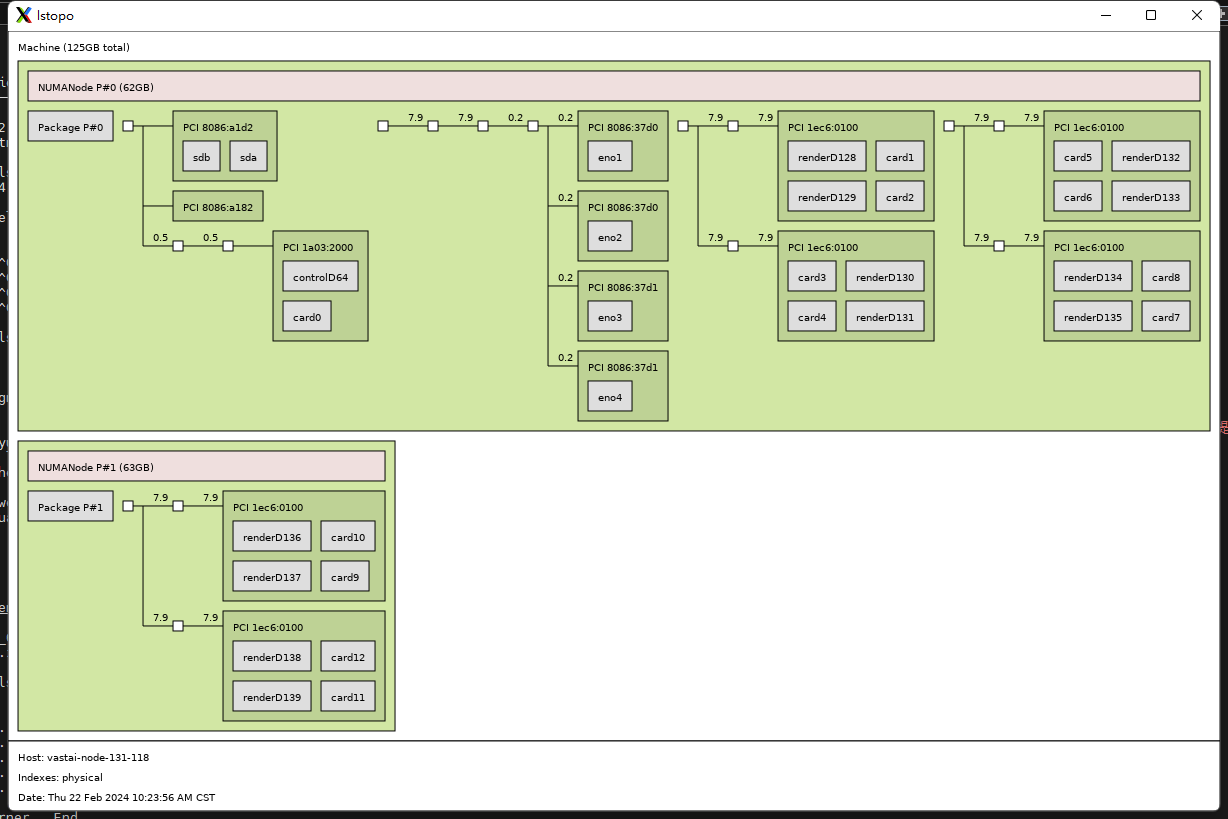 lstopo
Machine (125GB total)
NUMANode P#0 (62GB)
Package P#0
PCI 8086:a1d2
sdb sda
PCI 8086:a182
0.5 0.5
PCI 1a03:2000
controlD64
card0
7.9 7.9 0.2 0.2
PCI 8086:37d0
eno1
0.2
PCI 8086:37d0
eno2
0.2
PCI 8086:37d1
eno3
0.2
PCI 8086:37d1
eno4
7.9 7.9
PCI 1ec6:0100
renderD128 card1
renderD129 card2
7.9 7.9
PCI 1ec6:0100
card3 renderD130
card4 renderD131
7.9 7.9
PCI 1ec6:0100
card5 renderD132
card6 renderD133
7.9 7.9
PCI 1ec6:0100
renderD134 card8
renderD135 card7
NUMANode P#1 (63GB)
Package P#1
7.9 7.9
PCI 1ec6:0100
renderD136 card10
renderD137 card9
7.9 7.9
PCI 1ec6:0100
renderD138 card12
renderD139 card11
Host: vastai-node-131-118
Indexes: physical
Date: Thu 22 Feb 2024 10:23:56 AM CST